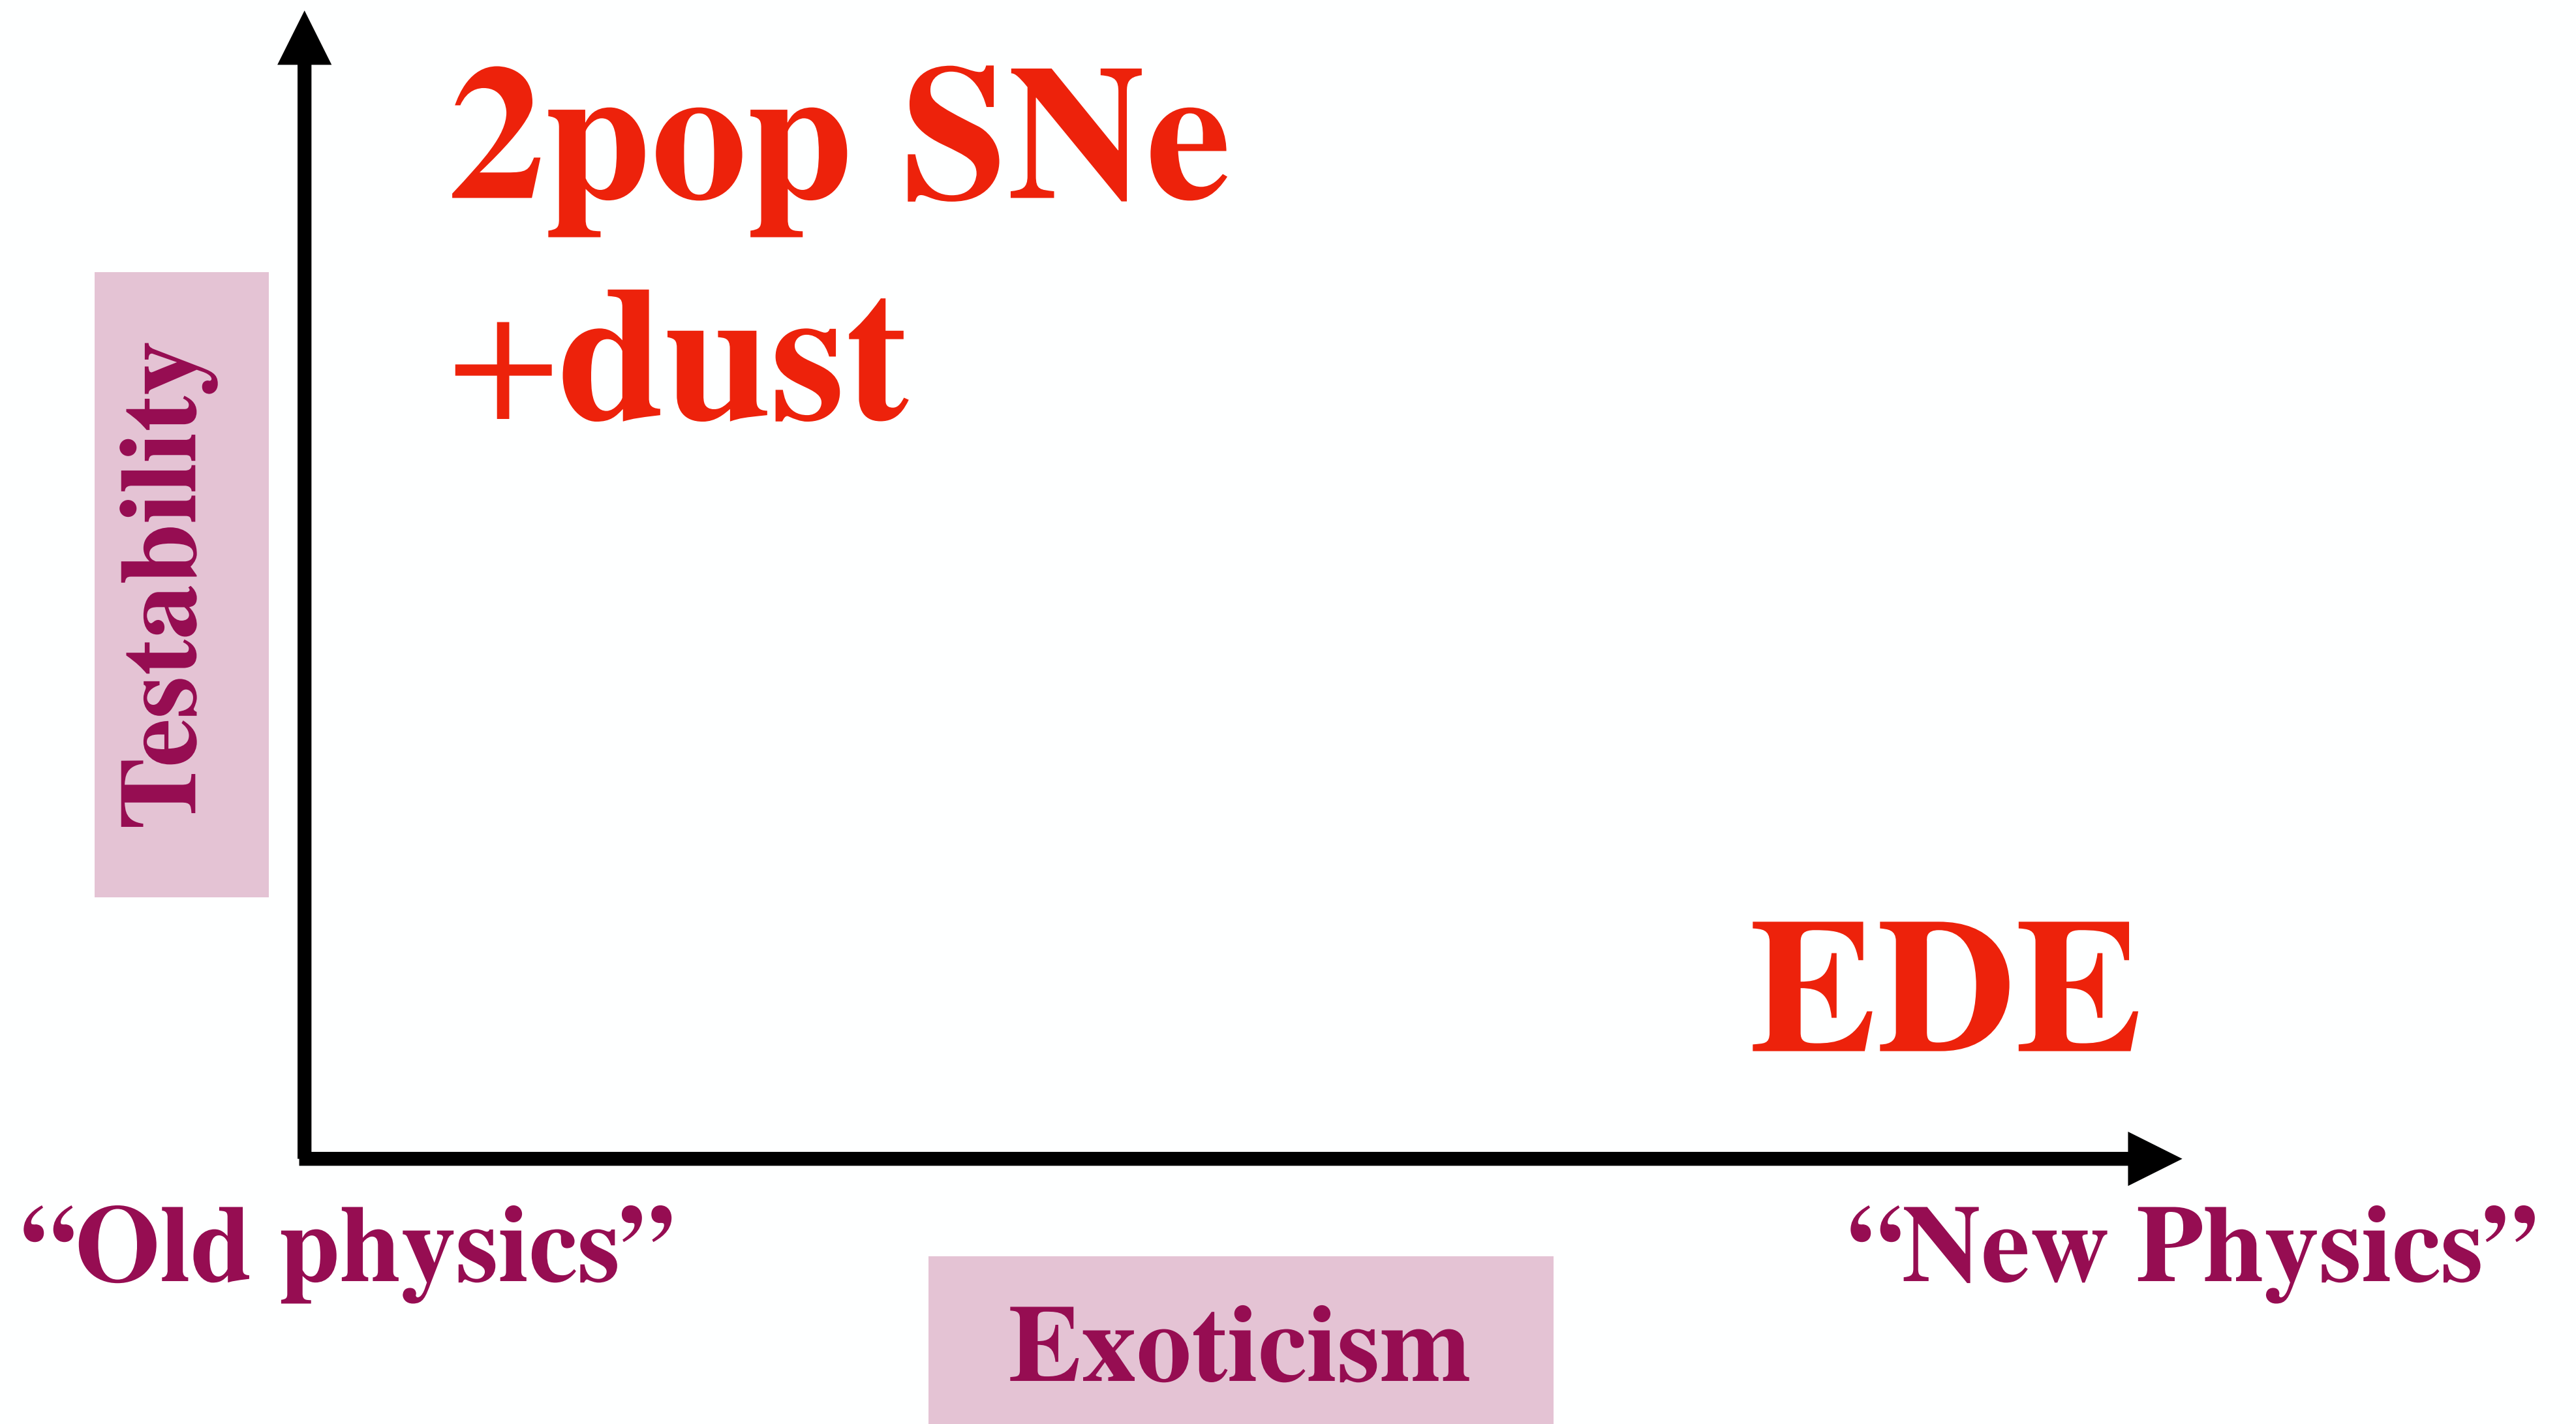 2pop SNe
+dust
Testability
EDE
“Old physics”
“New Physics”
Exoticism